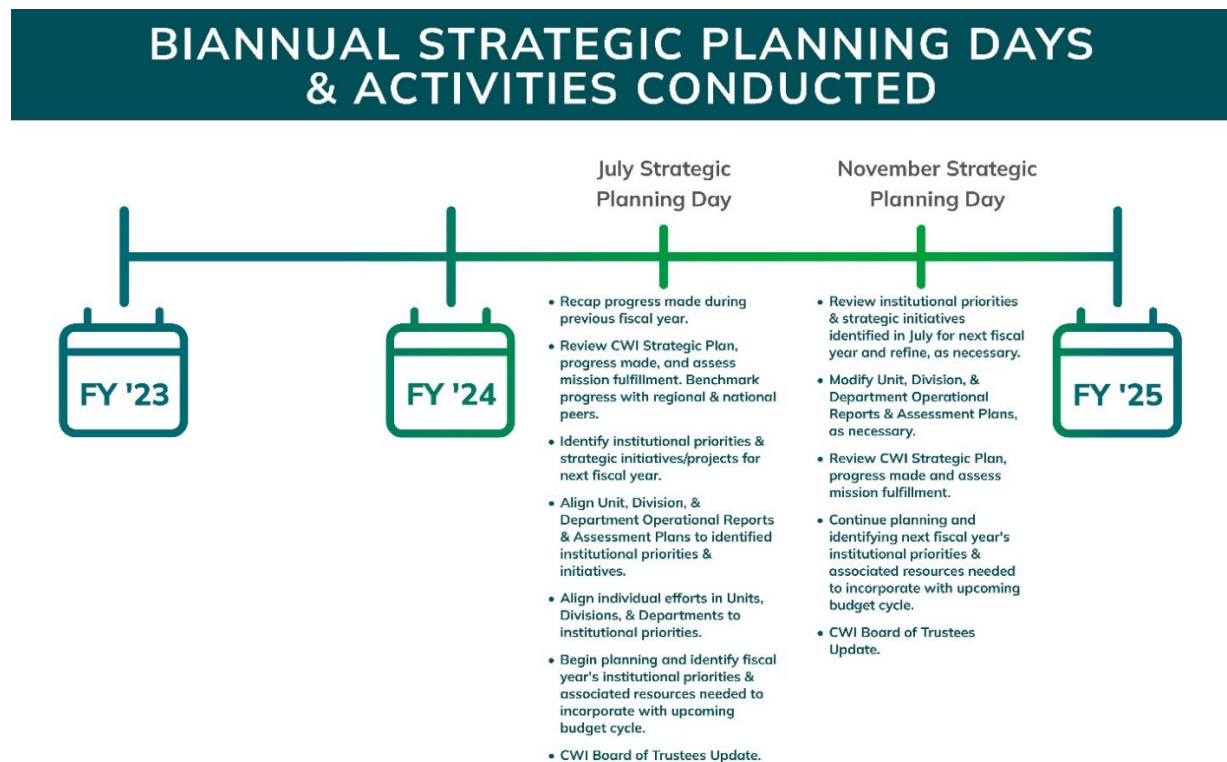 BIANNUAL STRATEGIC PLANNING DAYS
& ACTIVITIES CONDUCTED
July Strategic
Planning Day
November Strategic
Planning Day
FY '23
FY '24
• Recap progress made during
previous fiscal year.
• Review CWI Strategic Plan,
progress made, and assess
mission fulfillment. Benchmark
progress with regional & national
peers.
• Identify institutional priorities &
strategic initiatives/projects for
next fiscal year.
• Align Unit, Division, &
Department Operational Reports
& Assessment Plans to identified
institutional priorities &
initiatives.
• Align individual efforts in Units,
Divisions, & Departments to
institutional priorities.
• Begin planning and identify fiscal
year's institutional priorities &
associated resources needed to
incorporate with upcoming
budget cycle.
• CWI Board of Trustees Update.
• Review institutional priorities
& strategic initiatives
identified in July for next fiscal
year and refine, as necessary.
• Modify Unit, Division, &
Department Operational
Reports & Assessment Plans,
as necessary.
• Review CWI Strategic Plan,
progress made and assess
mission fulfillment.
• Continue planning and
identifying next fiscal year's
institutional priorities &
associated resources needed
to incorporate with upcoming
budget cycle.
• CWI Board of Trustees
Update.
FY '25